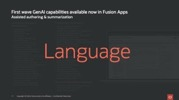 First wave GenAI capabilities available now in Fusion Apps
Assisted authoring & summarization
Language